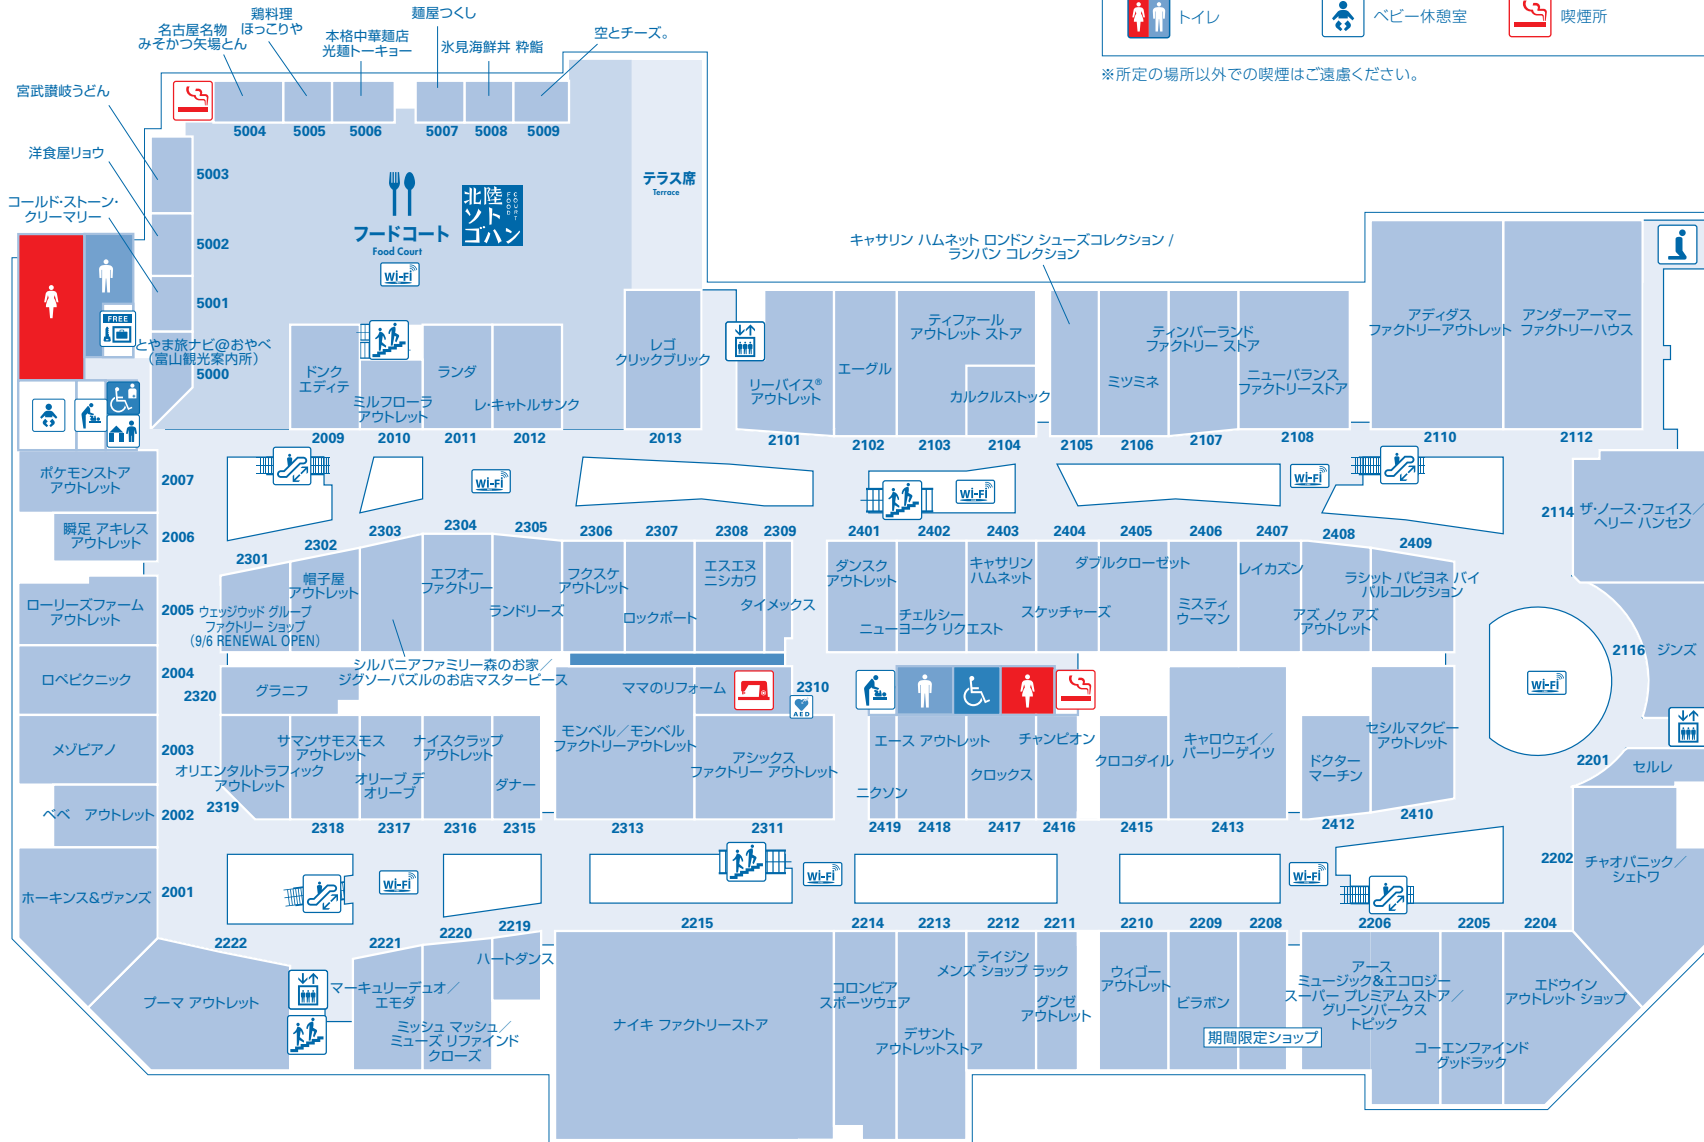 トイレ
ベビー休憩室
喫煙所
※所定の場所以外での喫煙はご遠慮ください。
名古屋名物
みそかつ矢場とん
鶏料理
ほっこりや
本格中華麺店
光麺トーキョー
麺屋つくし
氷見海鮮丼 粋鮨
空とチーズ。
宮武讃岐うどん
洋食屋リョウ
コールド・ストーン・
クリーマリー
5004
5005
5006
5007
5008
5009
5003
5002
5001
5000
とやま旅ナビ@おやべ
（富山観光案内所）
FREE
フードコート
Food Court
北陸
ソト
ゴハン
FOOD
COURT
Wi-Fi
テラス席
Terrace
ドンク
エディテ
2009
ミルフローラ
アウトレット
2010
ランダ
2011
レ・キャトルサンク
2012
レゴ
クリックブリック
2013
リーバイス®
アウトレット
2101
エーグル
2102
ティファール
アウトレット ストア
2103
カルクルストック
2104
キャサリン ハムネット ロンドン シューズコレクション /
ランバン コレクション
2105
ミツミネ
2106
ティンバーランド
ファクトリー ストア
2107
ニューバランス
ファクトリーストア
2108
アディダス
ファクトリーアウトレット
2110
アンダーアーマー
ファクトリーハウス
2112
2114
ザ・ノース・フェイス／
ヘリー ハンセン
2116
ジンズ
Wi-Fi
Wi-Fi
Wi-Fi
Wi-Fi
ポケモンストア
アウトレット
2007
瞬足 アキレス
アウトレット
2006
ローリーズファーム
アウトレット
2005
ロペピクニック
2004
メゾピアノ
2003
べべ アウトレット
2002
ホーキンス&ヴァンズ
2001
2301
ウェッジウッド グループ
ファクトリー ショップ
（9/6 RENEWAL OPEN）
2302
帽子屋
アウトレット
2303
シルバニアファミリー森のお家／
ジグソーパズルのお店マスターピース
2304
エフオー
ファクトリー
2305
ランドリーズ
2306
フクスケ
アウトレット
2307
ロックポート
2308
エスエヌ
ニシカワ
2309
タイメックス
2401
ダンスク
アウトレット
2402
チェルシー
ニューヨーク リクエスト
2403
キャサリン
ハムネット
2404
スケッチャーズ
2405
ダブルクローゼット
2406
ミスティ
ウーマン
2407
レイカズン
2408
アズ ノゥ アズ
アウトレット
2409
ラシット パピヨネ バイ
バルコレクション
2320
グラニフ
ママのリフォーム
2310
AED
2319
オリエンタルトラフィック
アウトレット
2318
サマンサモスモス
アウトレット
2317
オリーブ デ
オリーブ
2316
ナイスクラップ
アウトレット
2315
ダナー
2313
モンベル／モンベル
ファクトリーアウトレット
2311
アシックス
ファクトリー アウトレット
2419
ニクソン
2418
エース アウトレット
2417
クロックス
2416
チャンピオン
2415
クロコダイル
2413
キャロウェイ／
パーリーゲイツ
2412
ドクター
マーチン
2410
セシルマクビー
アウトレット
2201
セルレ
2202
チャオパニック／
シェトワ
Wi-Fi
Wi-Fi
Wi-Fi
2222
プーマ アウトレット
2221
マーキュリーデュオ／
エモダ
2220
ミッシュ マッシュ／
ミューズ リファインド
クローズ
2219
ハートダンス
2215
ナイキ ファクトリーストア
2214
コロンビア
スポーツウェア
2213
デサント
アウトレットストア
2212
テイジン
メンズ ショップ ラック
2211
グンゼ
アウトレット
2210
ウィゴー
アウトレット
2209
ビラボン
2208
期間限定ショップ
2206
アース
ミュージック&エコロジー
スーパー プレミアム ストア／
グリーンパークス
トピック
2205
コーエンファインド
グッドラック
2204
エドウイン
アウトレット ショップ